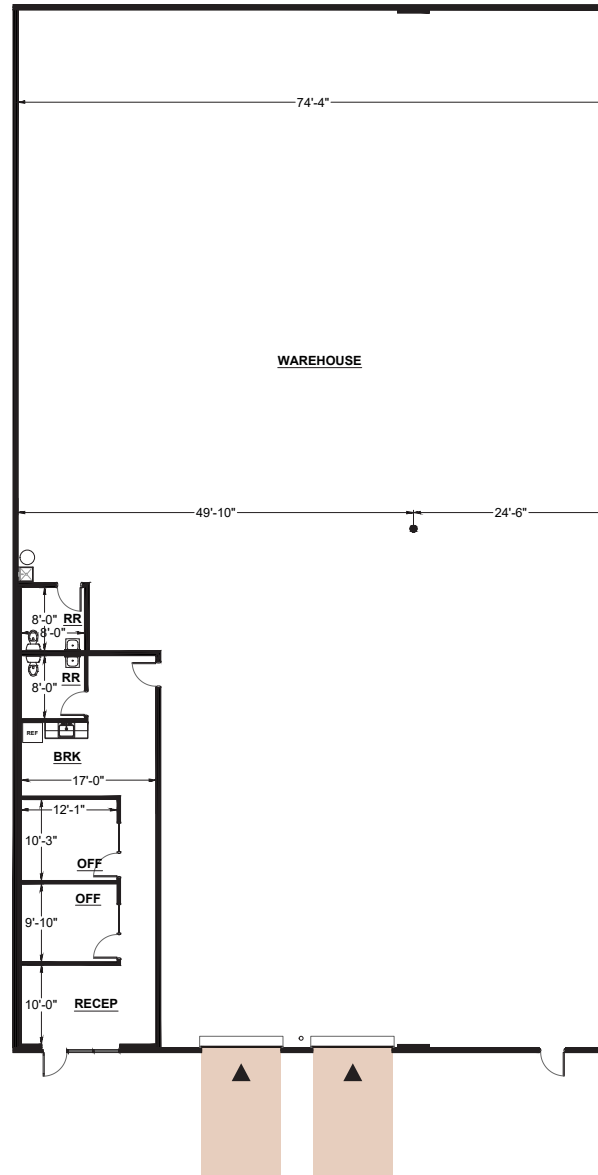 74'-4"
WAREHOUSE
49'-10"
24'-6"
8'-0"
RR
8'-0"
8'-0"
RR
REF
BRK
17'-0"
12'-1"
10'-3"
OFF
OFF
9'-10"
10'-0"
RECEP